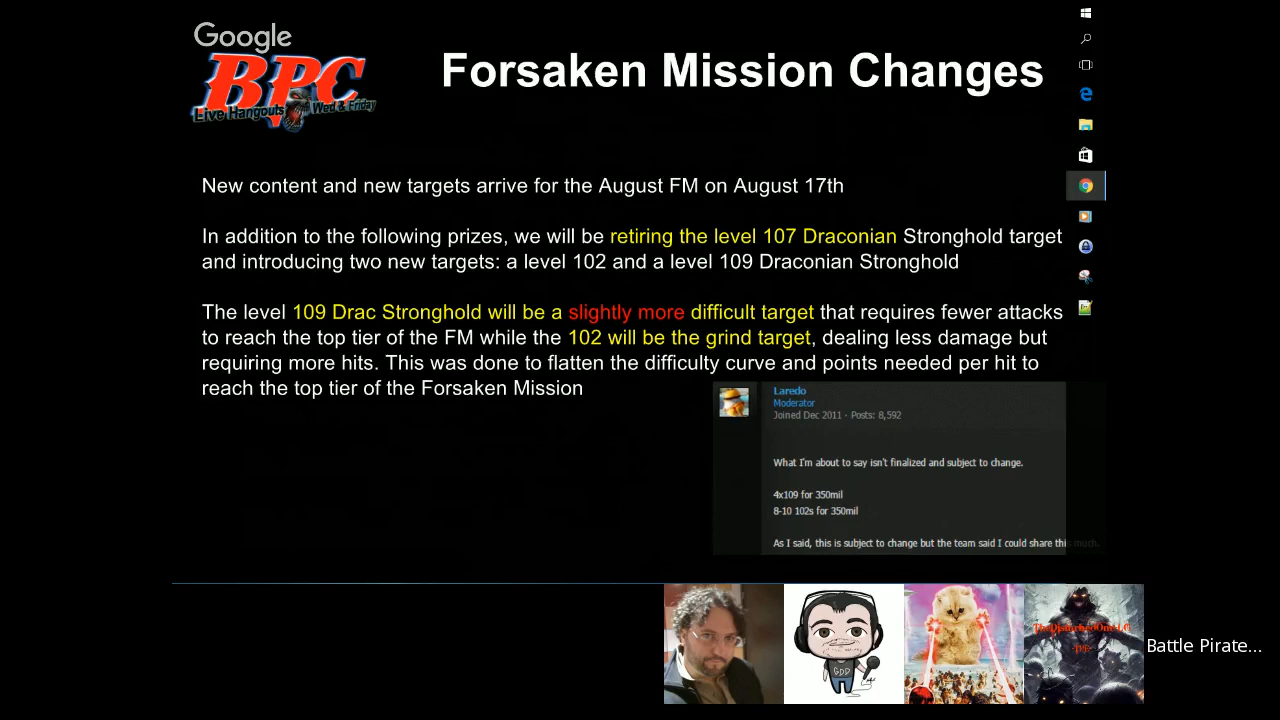 Google
BPC
Live Hangouts Wed & Friday
Forsaken Mission Changes
New content and new targets arrive for the August FM on August 17th
In addition to the following prizes, we will be retiring the level 107 Draconian Stronghold target
and introducing two new targets: a level 102 and a level 109 Draconian Stronghold
The level 109 Drac Stronghold will be a slightly more difficult target that requires fewer attacks
to reach the top tier of the FM while the 102 will be the grind target, dealing less damage but
requiring more hits. This was done to flatten the difficulty curve and points needed per hit to
reach the top tier of the Forsaken Mission
Laredo
Moderator
Joined Dec 2011 · Posts: 8,592
What I'm about to say isn't finalized and subject to change.
4x109 for 350mil
8-10 102s for 350mil
As I said, this is subject to change but the team said I could share this much.
GDD
Battle Pirate...